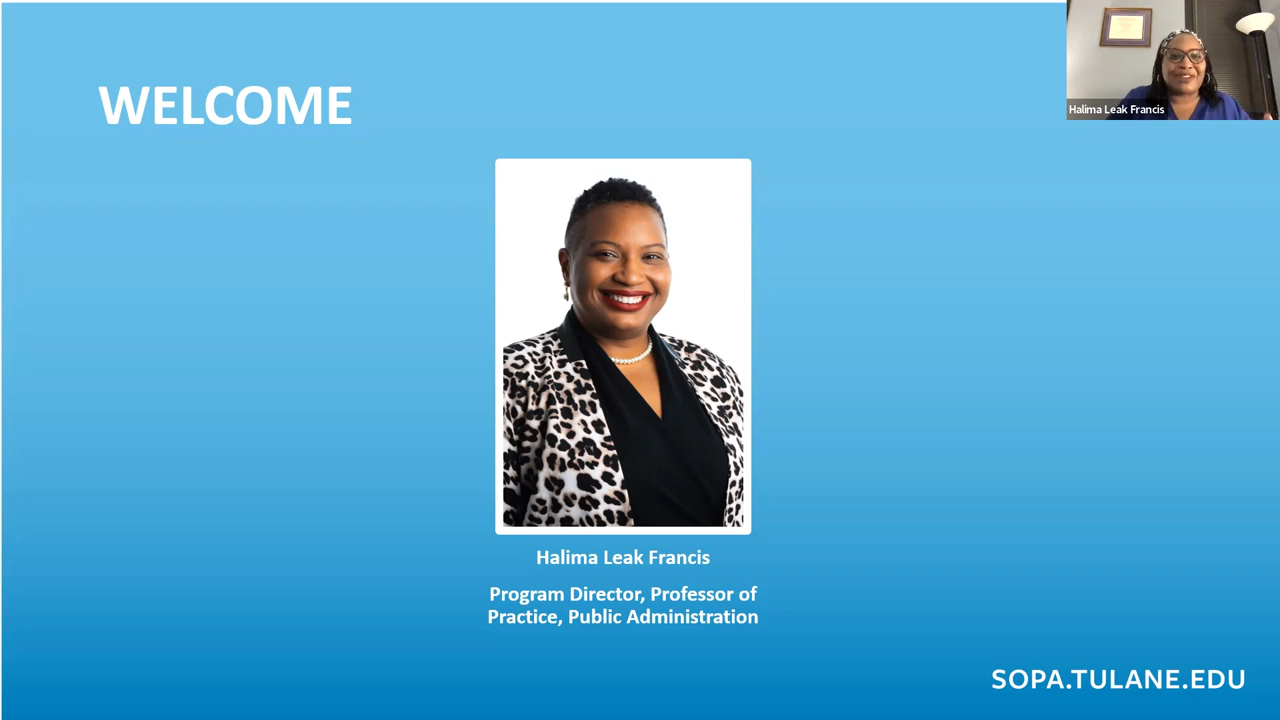 WELCOME
Halima Leak Francis
Halima Leak Francis
Program Director, Professor of
Practice, Public Administration
SOPA.TULANE.EDU